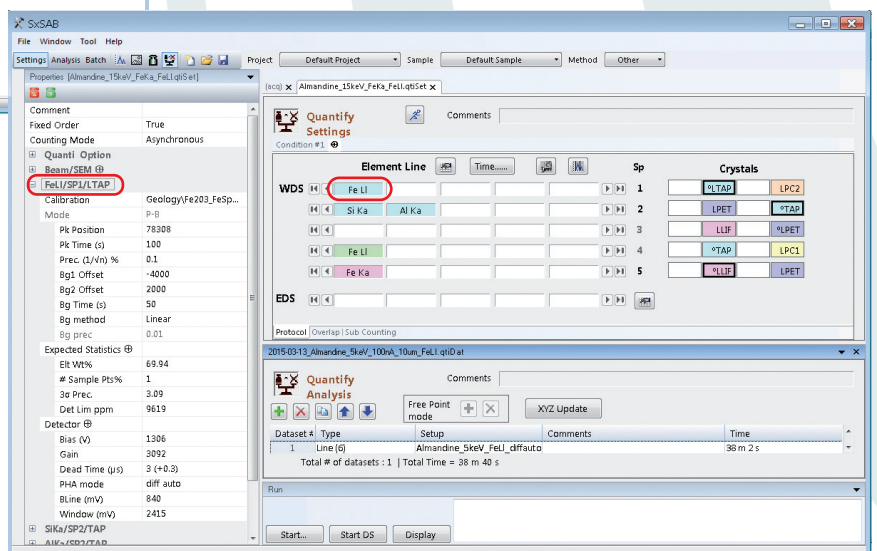 SxSAB
File Window Tool Help
Settings Analysis Batch Project Default Project Sample Default Sample Method Other
Properties [Almandine_15keV_FeKa_FeLl.qtiSet]
Comment
Fixed Order True
Counting Mode Asynchronous
Quanti Option
Beam/SEM
FeLl/SP1/LTAP
Calibration Geology\Fe203_FeSp...
Mode P-B
Pk Position 78308
Pk Time (s) 100
Prec. (1/√n) % 0.1
Bg1 Offset -4000
Bg2 Offset 2000
Bg Time (s) 50
Bg method Linear
Bg prec 0.01
Expected Statistics
Elt Wt% 69.94
# Sample Pts% 1
3σ Prec. 3.09
Det Lim ppm 9619
Detector
Bias (V) 1306
Gain 3092
Dead Time (µs) 3 (+0.3)
PHA mode diff auto
BLine (mV) 840
Window (mV) 2415
SiKa/SP2/TAP
AlKa/SP2/TAP
(acq) x Almandine_15keV_FeKa_FeLl.qtiSet x
Quantify Settings Comments
Condition #1
Element Line Time...... Sp Crystals
WDS Fe Ll 1 ºLTAP LPC2
Si Ka Al Ka 2 LPET ºTAP
3 LLIF ºLPET
Fe Ll 4 ºTAP LPC1
Fe Ka 5 ºLLIF LPET
EDS
Protocol Overlap Sub Counting
2015-03-13_Almandine_5keV_100nA_10um_FeLl.qtiDat
Quantify Analysis Comments
Free Point mode XYZ Update
Dataset # Type Setup Comments Time
1 Line (6) Almandine_5keV_FeLl_diffauto 38 m 2 s
Total # of datasets : 1 | Total Time = 38 m 40 s
Run
Start... Start DS Display